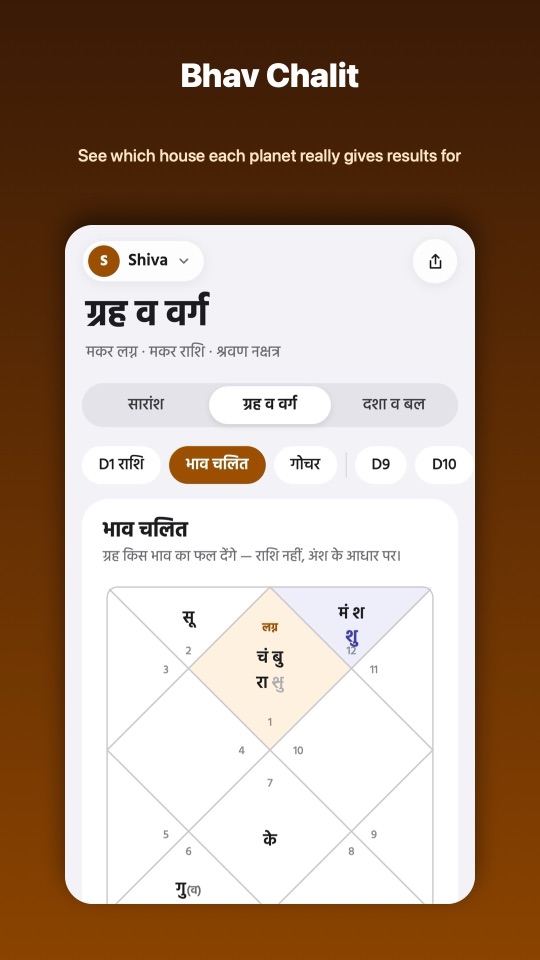 Bhav Chalit
See which house each planet really gives results for
S Shiva
ग्रह व वर्ग
मकर लग्न · मकर राशि · श्रवण नक्षत्र
सारांश ग्रह व वर्ग दशा व बल
D1 राशि भाव चलित गोचर D9 D10
भाव चलित
ग्रह किस भाव का फल देंगे — राशि नहीं, अंश के आधार पर।
सू
लग्न
मं श
शु
2
12
चं बु
3
11
रा शु
1
4
10
7
5
9
के
6
8
गु(व)